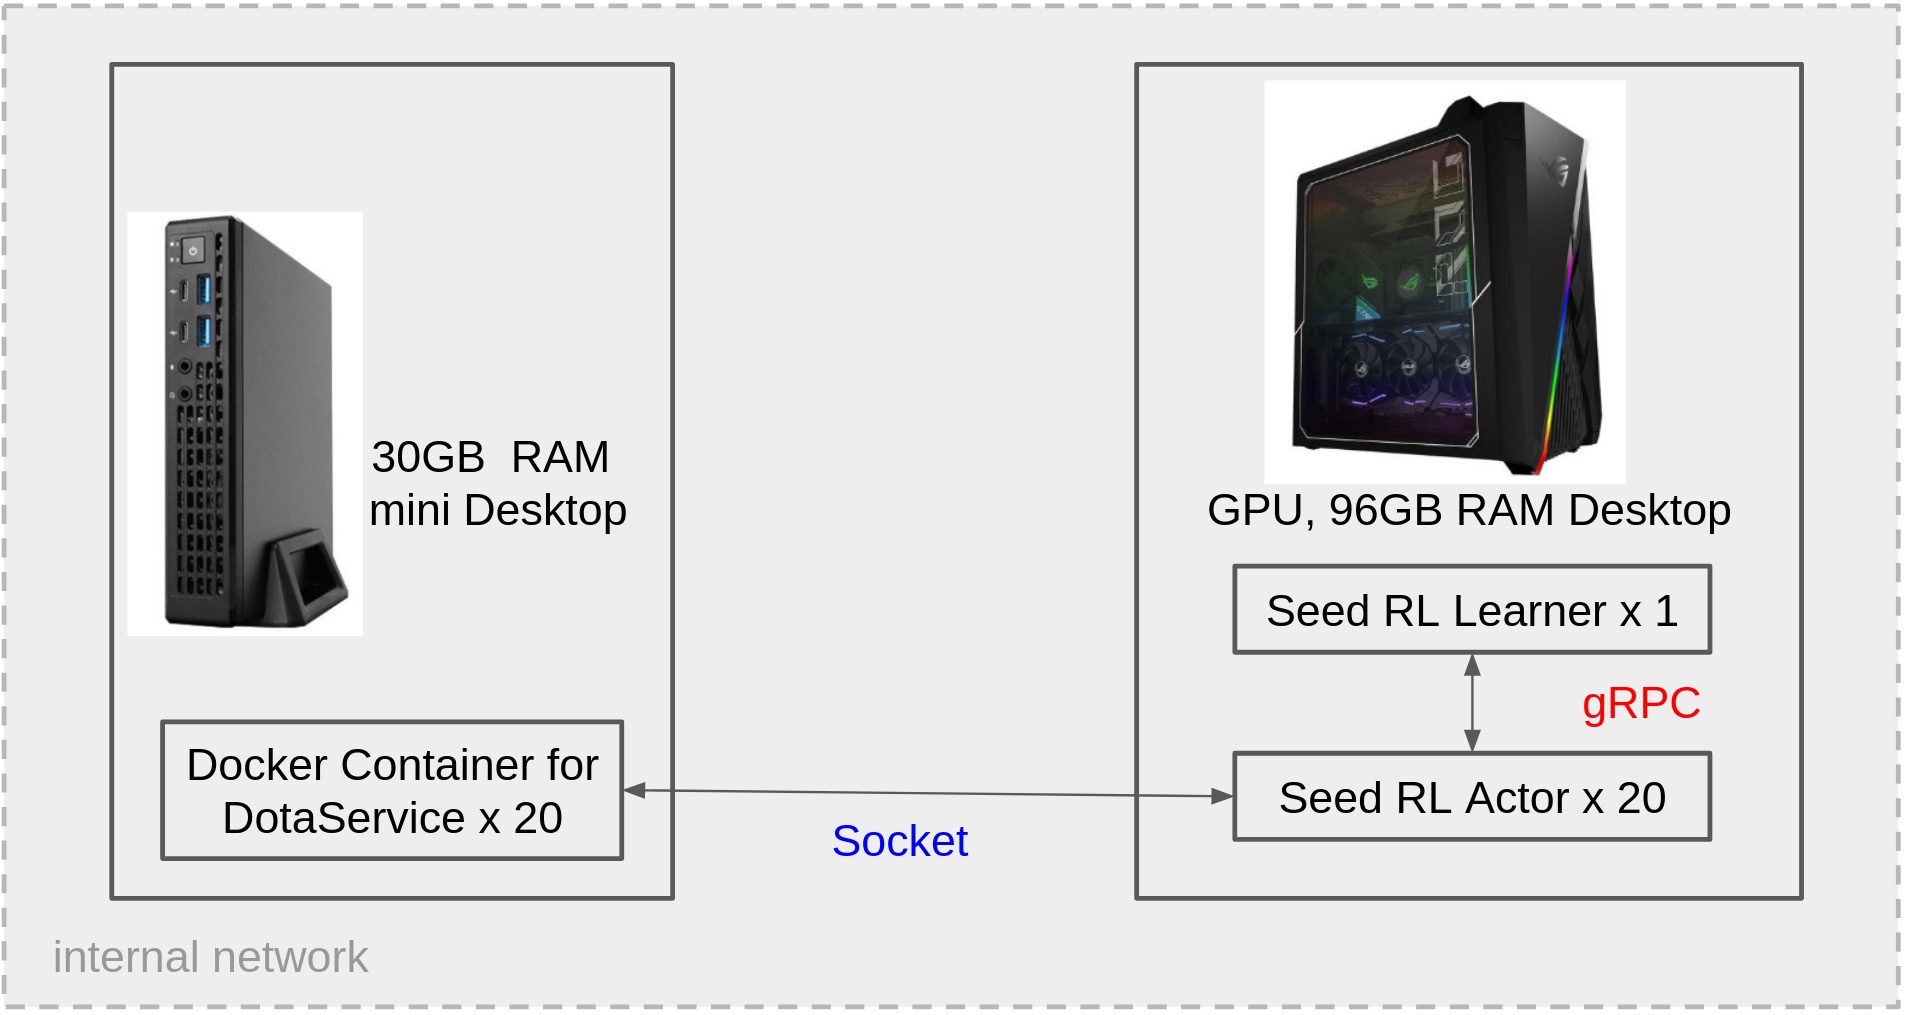 30GB  RAM
mini Desktop
Docker Container for
DotaService x 20
Socket
ROG
GPU, 96GB RAM Desktop
Seed RL Learner x 1
gRPC
Seed RL Actor x 20
internal network